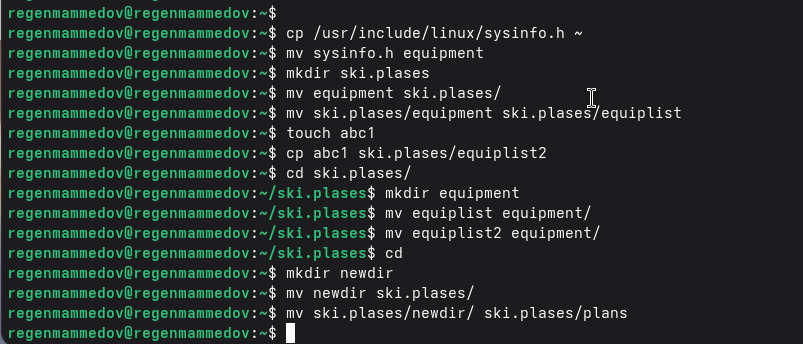 regenmammedov@regenmammedov:~$
regenmammedov@regenmammedov:~$ cp /usr/include/linux/sysinfo.h ~
regenmammedov@regenmammedov:~$ mv sysinfo.h equipment
regenmammedov@regenmammedov:~$ mkdir ski.plases
regenmammedov@regenmammedov:~$ mv equipment ski.plases/
regenmammedov@regenmammedov:~$ mv ski.plases/equipment ski.plases/equiplist
regenmammedov@regenmammedov:~$ touch abc1
regenmammedov@regenmammedov:~$ cp abc1 ski.plases/equiplist2
regenmammedov@regenmammedov:~$ cd ski.plases/
regenmammedov@regenmammedov:~/ski.plases$ mkdir equipment
regenmammedov@regenmammedov:~/ski.plases$ mv equiplist equipment/
regenmammedov@regenmammedov:~/ski.plases$ mv equiplist2 equipment/
regenmammedov@regenmammedov:~/ski.plases$ cd
regenmammedov@regenmammedov:~$ mkdir newdir
regenmammedov@regenmammedov:~$ mv newdir ski.plases/
regenmammedov@regenmammedov:~$ mv ski.plases/newdir/ ski.plases/plans
regenmammedov@regenmammedov:~$